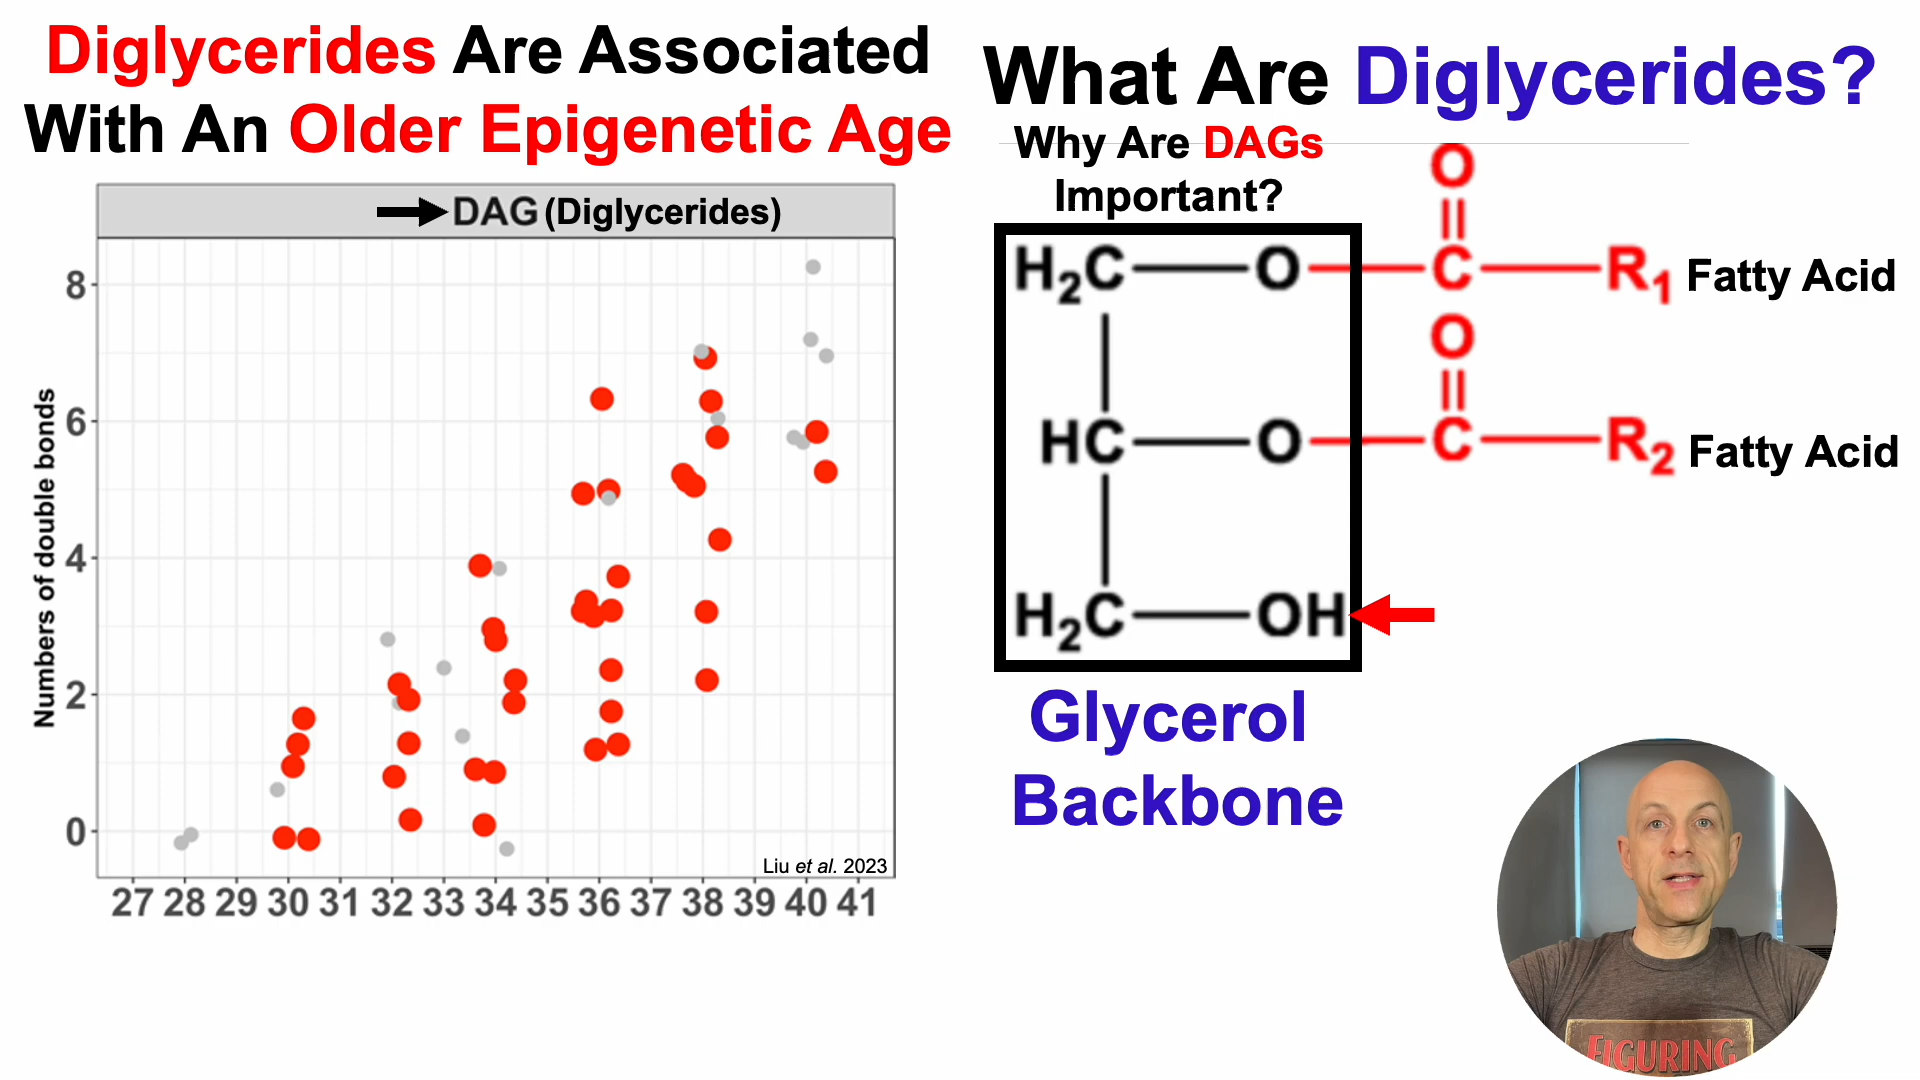 Diglycerides Are Associated
With An Older Epigenetic Age
DAG (Diglycerides)
Numbers of double bonds
8
6
4
2
0
Liu et al. 2023
27 28 29 30 31 32 33 34 35 36 37 38 39 40 41
What Are Diglycerides?
Why Are DAGs
Important?
O
H₂C O C R₁ Fatty Acid
O
HC O C R₂ Fatty Acid
H₂C OH
Glycerol
Backbone
FIGURING